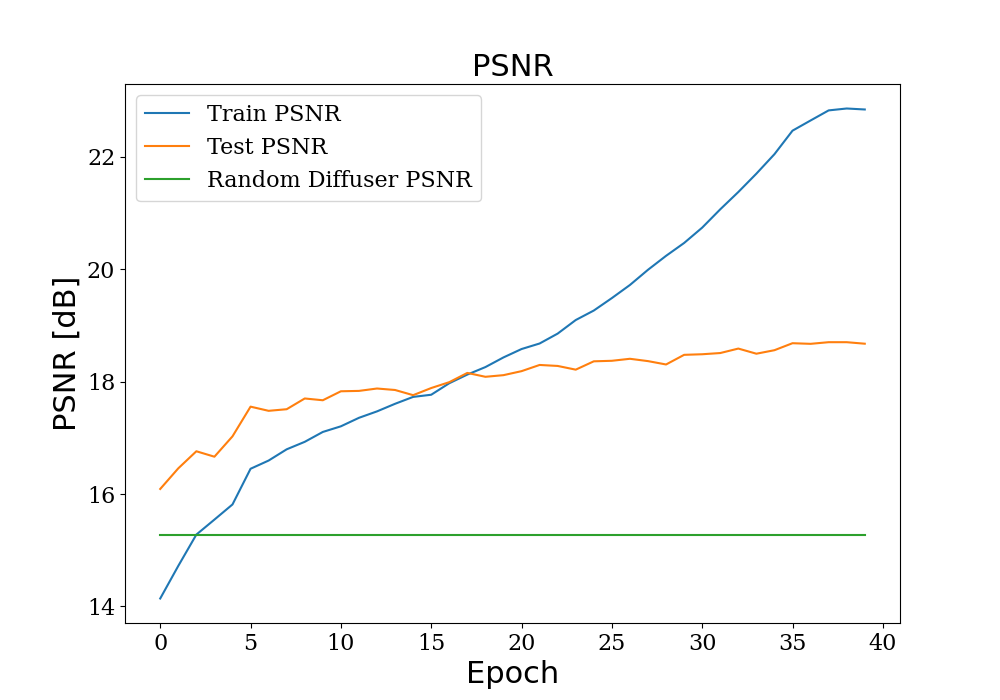 PSNR
Train PSNR
Test PSNR
Random Diffuser PSNR
PSNR [dB]
22
20
18
16
14
0 5 10 15 20 25 30 35 40
Epoch